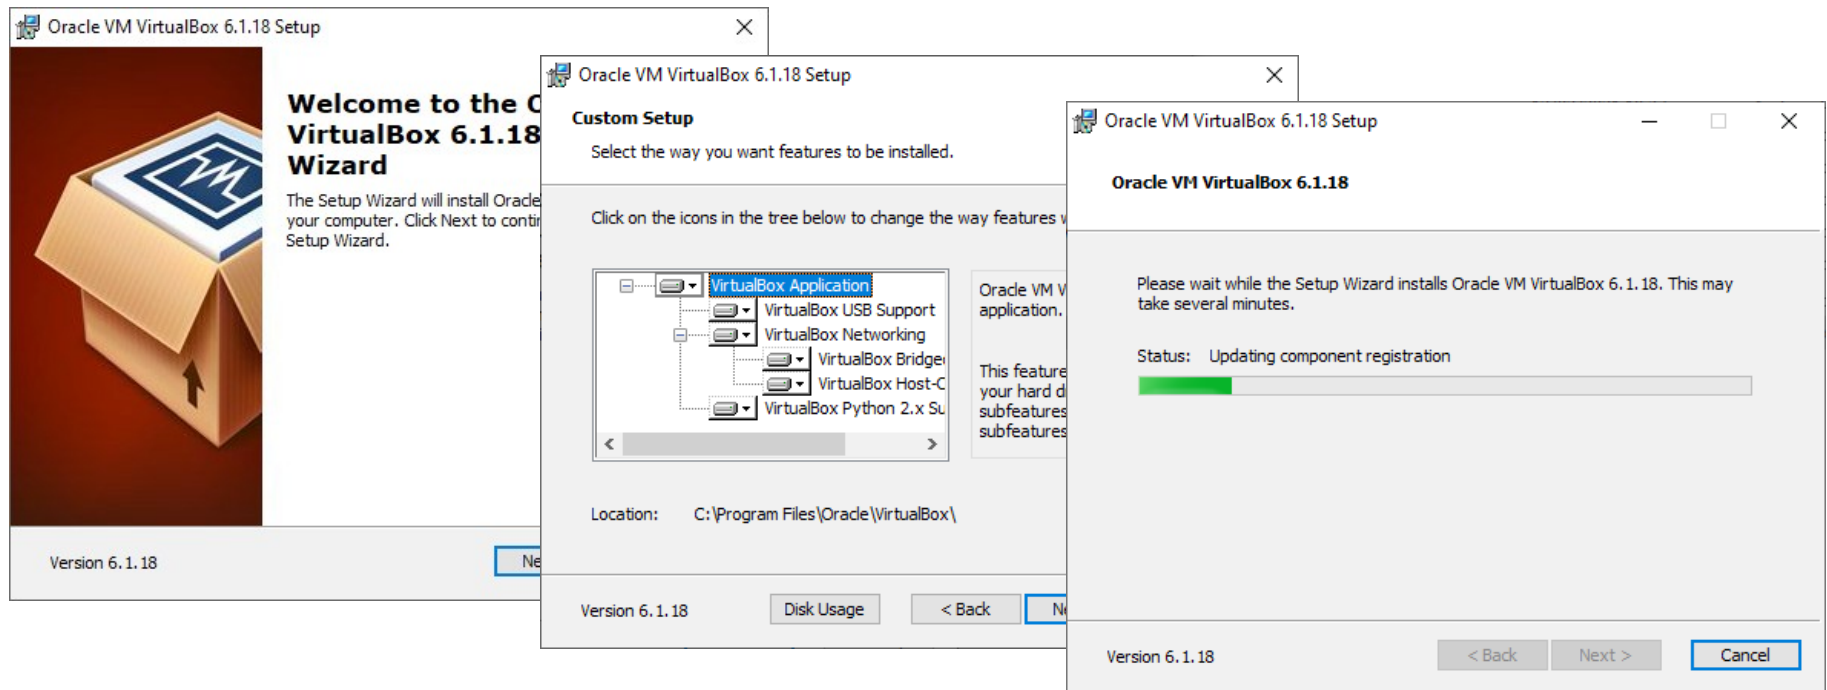 Oracle VM VirtualBox 6.1.18 Setup
Welcome to the
VirtualBox 6.1.18
Wizard
The Setup Wizard will install Oracle
your computer. Click Next to
Setup Wizard.
Version 6.1.18
Oracle VM VirtualBox 6.1.18 Setup
Custom Setup
Select the way you want features to be installed.
Click on the icons in the tree below to change the way features
VirtualBox Application
VirtualBox USB Support
VirtualBox Networking
VirtualBox
VirtualBox
VirtualBox Python 2.x
Oracle VM
application.
This feature
your hard
subfeatures
subfeatures
Location: C:\Program Files\Oracle\VirtualBox\
Version 6.1.18
Disk Usage
< Back
Oracle VM VirtualBox 6.1.18 Setup
Oracle VM VirtualBox 6.1.18
Please wait while the Setup Wizard installs Oracle VM VirtualBox 6.1.18. This may
take several minutes.
Status: Updating component registration
Version 6.1.18
< Back
Next >
Cancel